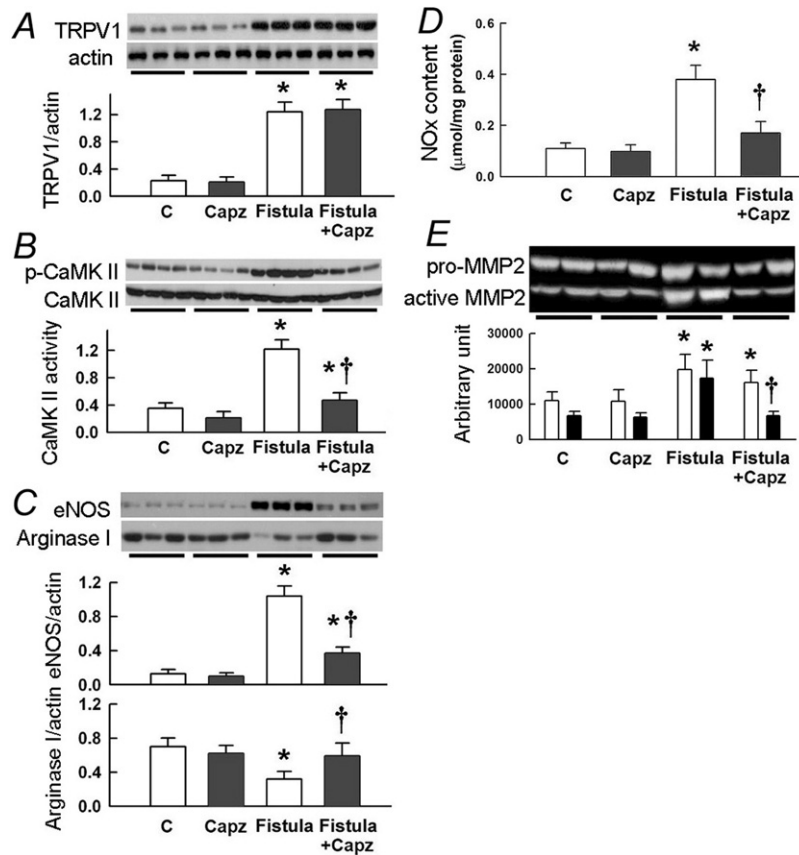 A
TRPV1
actin
TRPV1/actin
1.2
0.8
0.4
0.0
*
*
C
Capz
Fistula
Fistula
+Capz
B
p-CaMK II
CaMK II
CaMK II activity
1.2
0.8
0.4
0.0
*
*†
C
Capz
Fistula
Fistula
+Capz
C
eNOS
Arginase I
eNOS/actin
1.2
0.8
0.4
0.0
*
*†
Arginase I/actin
1.2
0.8
0.4
0.0
*
†
C
Capz
Fistula
Fistula
+Capz
D
NOx content
(μmol/mg protein)
0.6
0.4
0.2
0.0
*
†
C
Capz
Fistula
Fistula
+Capz
E
pro-MMP2
active MMP2
Arbitrary unit
30000
20000
10000
0
*
*
*
†
C
Capz
Fistula
Fistula
+Capz